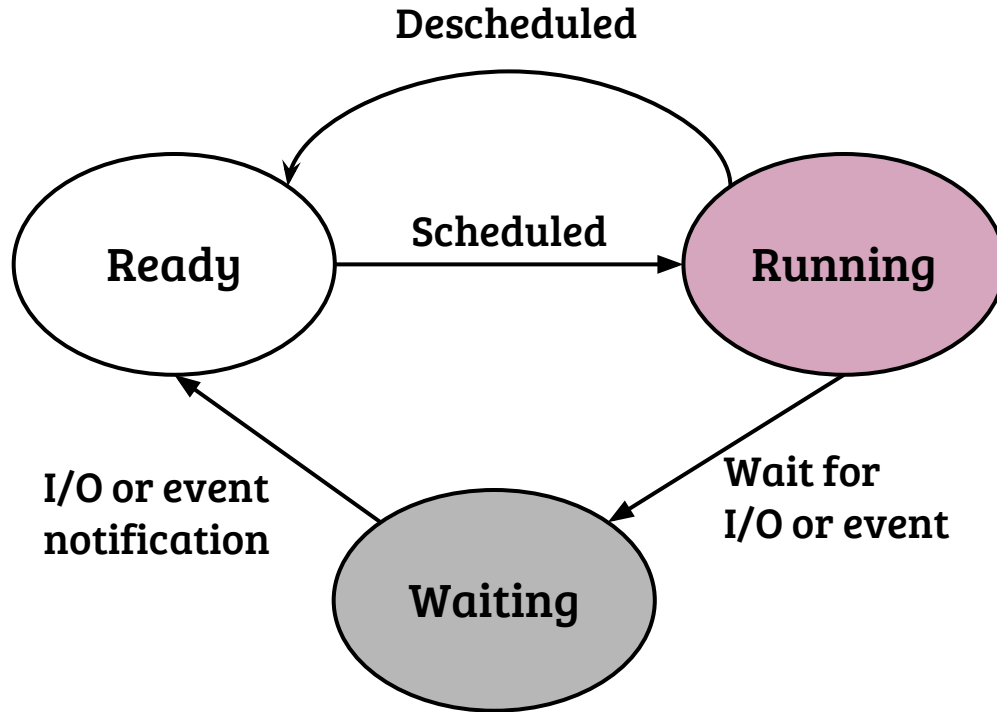 Descheduled
Scheduled
Ready
Running
I/O or event
notification
Wait for
I/O or event
Waiting